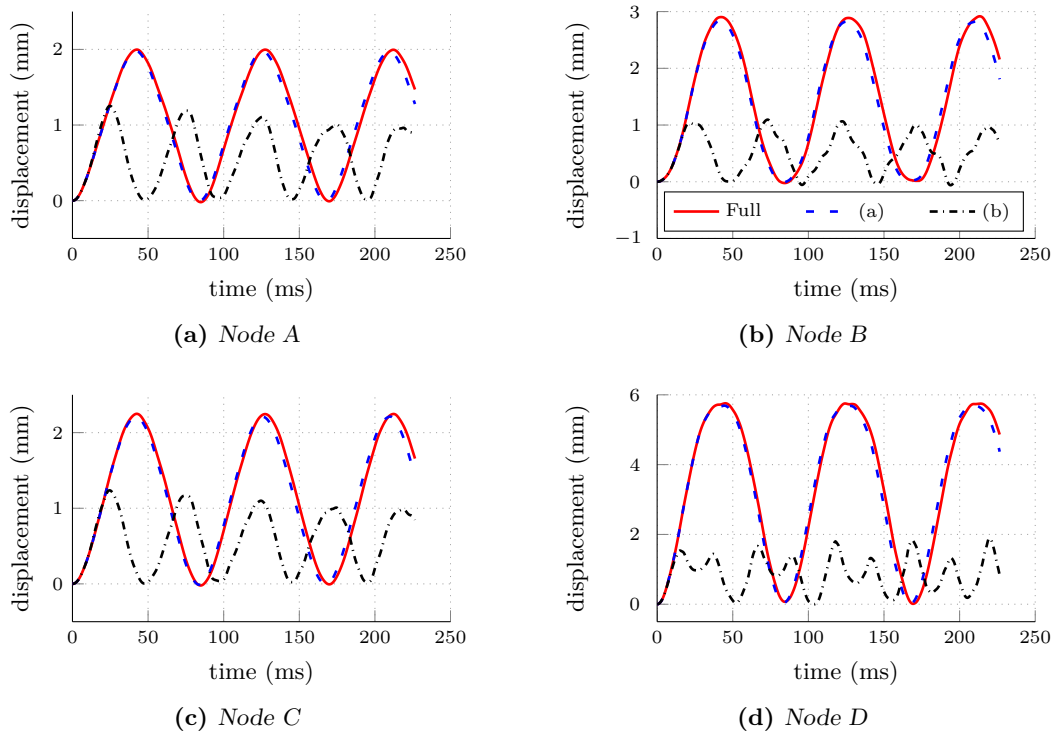 displacement (mm)
2
1
0
0 50 100 150 200 250
time (ms)
(a) Node A
displacement (mm)
3
2
1
0
−1
Full (a) (b)
0 50 100 150 200 250
time (ms)
(b) Node B
displacement (mm)
2
1
0
0 50 100 150 200 250
time (ms)
(c) Node C
displacement (mm)
6
4
2
0
0 50 100 150 200 250
time (ms)
(d) Node D